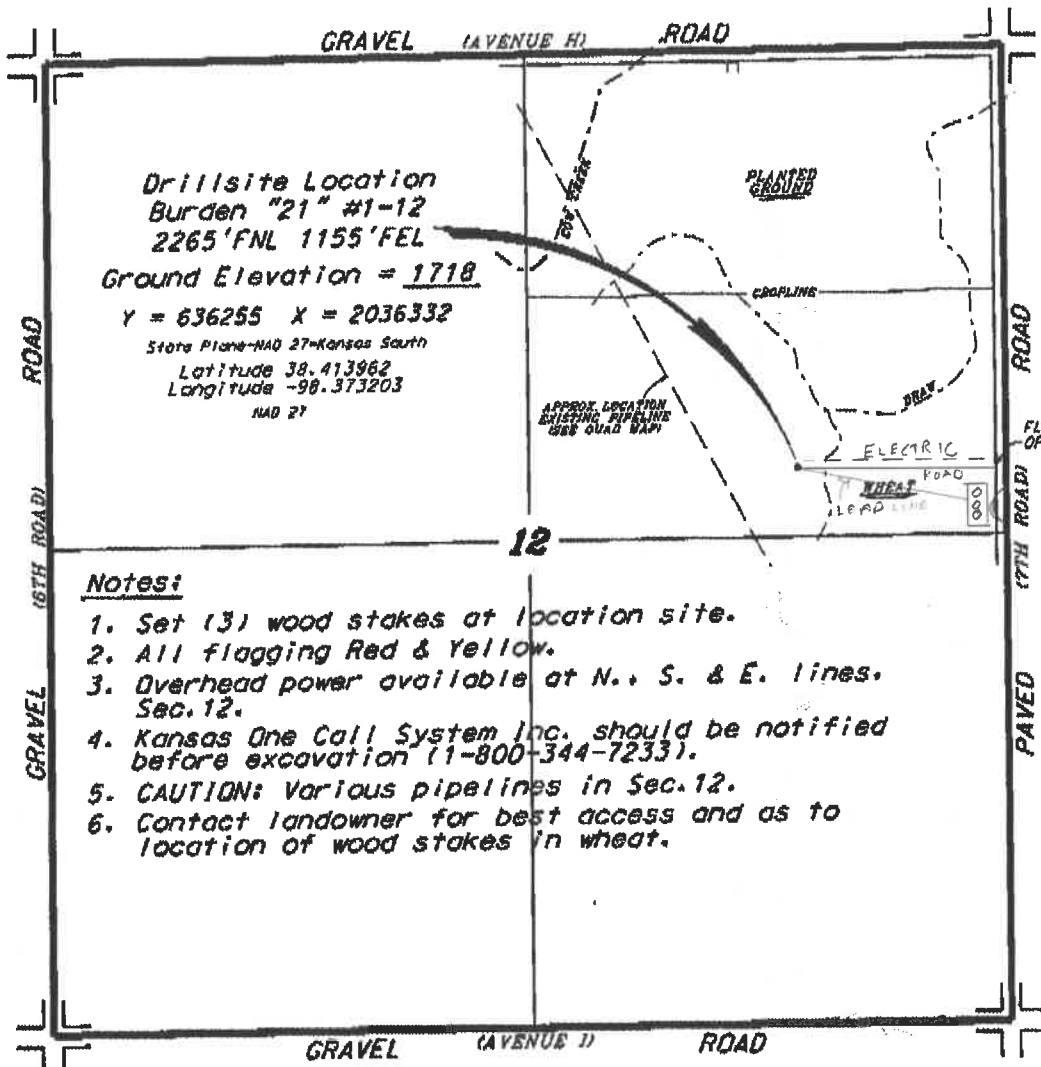 GRAVEL (AVENUE H) ROAD
Drillsite Location
Burden "21" #1-12
2265'FNL 1155'FEL
Ground Elevation = 1718
Y = 636255 X = 2036332
State Plane-NAD 27-Kansas South
Latitude 38.413962
Longitude -98.373203
NAD 27
COW CREEK
PLANTED
GROUND
CROPLINE
DRAW
APPROX. LOCATION
EXISTING PIPELINE
(SEE QUAD MAP)
ELECTRIC
ROAD
WHEAT
LEAD LINE
FL
OF
ROAD
(6TH ROAD)
GRAVEL
ROAD
(7TH ROAD)
PAVED
12
Notes:
1. Set (3) wood stakes at location site.
2. All flagging Red & Yellow.
3. Overhead power available at N., S. & E. lines,
Sec.12.
4. Kansas One Call System Inc. should be notified
before excavation (1-800-344-7233).
5. CAUTION: Various pipelines in Sec.12.
6. Contact landowner for best access and as to
location of wood stakes in wheat.
GRAVEL (AVENUE I) ROAD